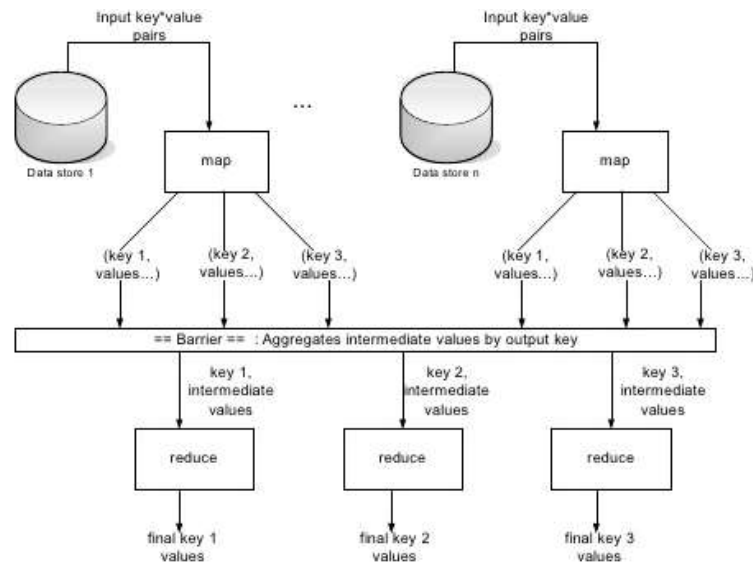 Input key*value
pairs
Input key*value
pairs
...
map
map
Data store 1
Data store n
(key 1,
values...)
(key 2,
values...)
(key 3,
values...)
(key 1,
values...)
(key 2,
values...)
(key 3,
values...)
== Barrier == : Aggregates intermediate values by output key
key 1,
intermediate
values
key 2,
intermediate
values
key 3,
intermediate
values
reduce
reduce
reduce
final key 1
values
final key 2
values
final key 3
values